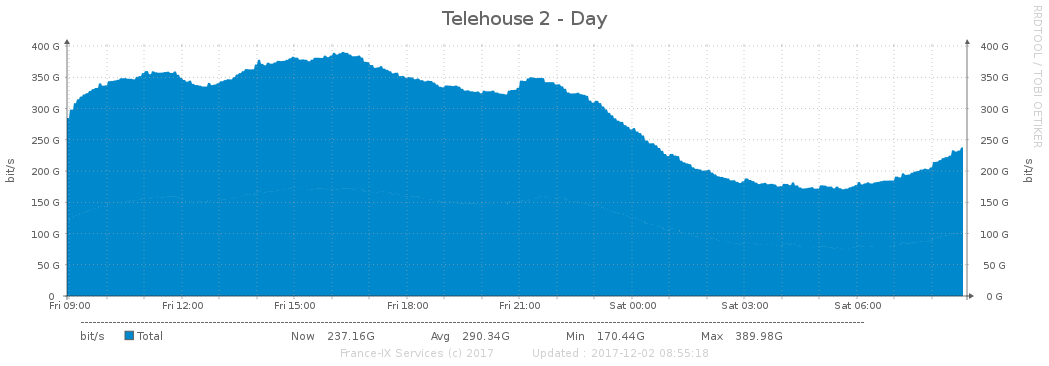 Telehouse 2 - Day
RRDTOOL / TOBI OETIKER
400 G 400 G
350 G 350 G
300 G 300 G
250 G 250 G
200 G 200 G
150 G 150 G
100 G 100 G
50 G 50 G
0 0 G
bit/s bit/s
Fri 09:00 Fri 12:00 Fri 15:00 Fri 18:00 Fri 21:00 Sat 00:00 Sat 03:00 Sat 06:00
bit/s Total Now 237.16G Avg 290.34G Min 170.44G Max 389.98G
France-IX Services (c) 2017 Updated : 2017-12-02 08:55:18